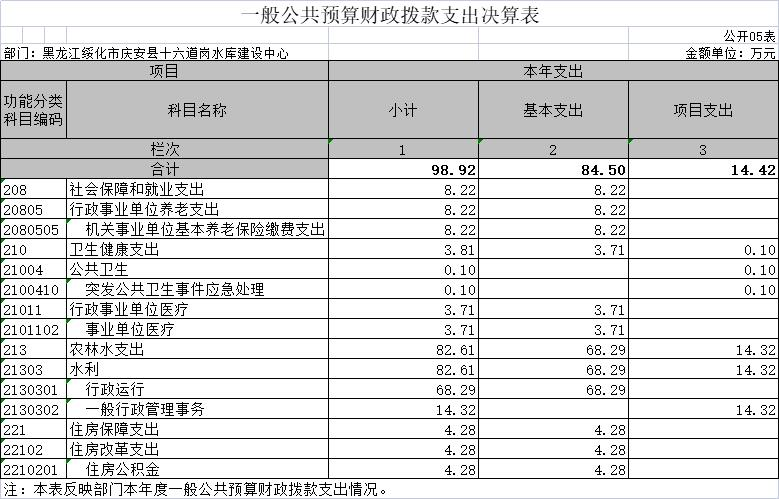 一般公共预算财政拨款支出决算表
公开05表
部门：黑龙江绥化市庆安县十六道岗水库建设中心 金额单位：万元
项目 本年支出
功能分类科目编码 科目名称 小计 基本支出 项目支出
栏次 1 2 3
合计 98.92 84.50 14.42
208 社会保障和就业支出 8.22 8.22
20805 行政事业单位养老支出 8.22 8.22
2080505 机关事业单位基本养老保险缴费支出 8.22 8.22
210 卫生健康支出 3.81 3.71 0.10
21004 公共卫生 0.10 0.10
2100410 突发公共卫生事件应急处理 0.10 0.10
21011 行政事业单位医疗 3.71 3.71
2101102 事业单位医疗 3.71 3.71
213 农林水支出 82.61 68.29 14.32
21303 水利 82.61 68.29 14.32
2130301 行政运行 68.29 68.29
2130302 一般行政管理事务 14.32 14.32
221 住房保障支出 4.28 4.28
22102 住房改革支出 4.28 4.28
2210201 住房公积金 4.28 4.28
注：本表反映部门本年度一般公共预算财政拨款支出情况。